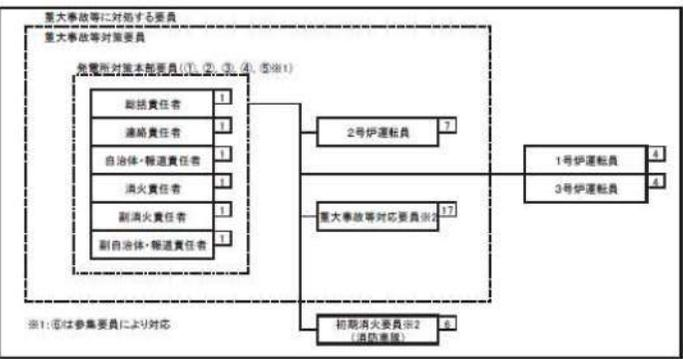 重大事故等に対処する要員
重大事故等対策要員
発電所対策本部要員(①, ②, ③, ④, ⑤※1)
総括責任者 1
連絡責任者 1
自治体・報道責任者 1
消火責任者 1
副消火責任者 1
副自治体・報道責任者 1
2号炉運転員 7
重大事故等対応要員※2 17
1号炉運転員 4
3号炉運転員 4
初期消火要員※2 6
(消防車隊)
※1:⑥は参集要員により対応